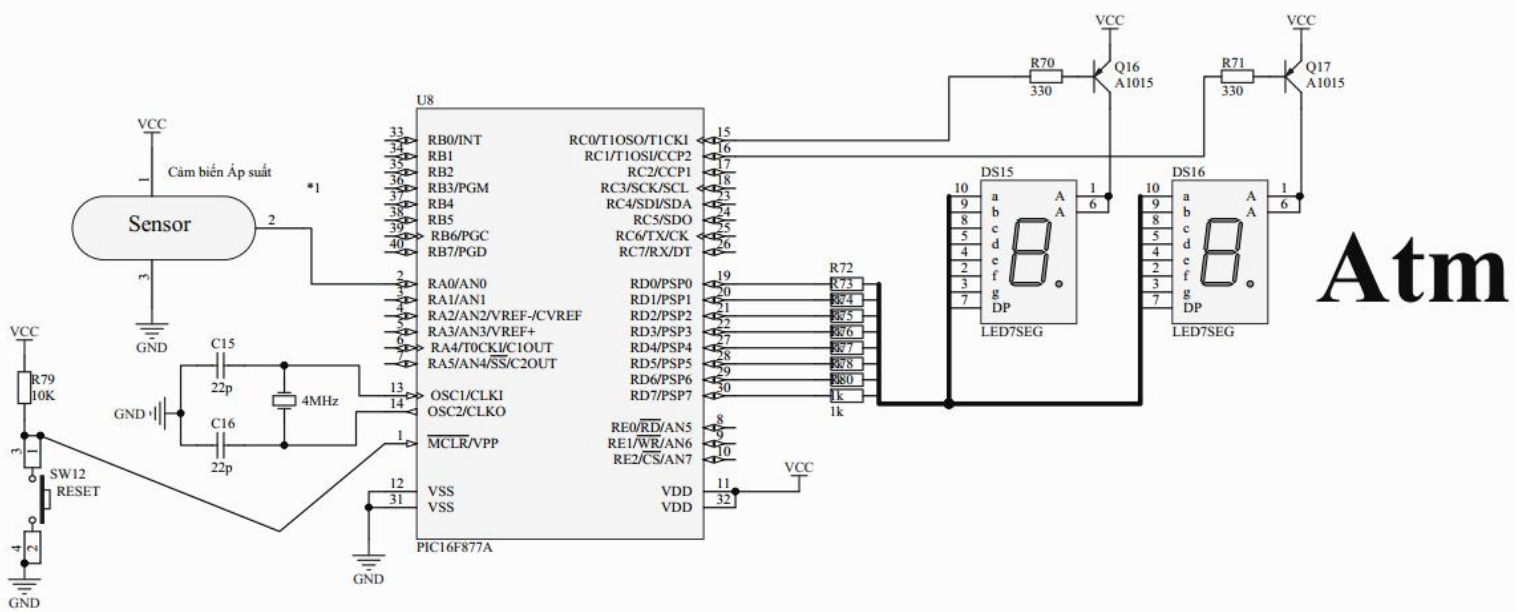 VCC
VCC
R70
330
Q16
A1015
R71
330
Q17
A1015
U8
VCC
1
Cảm biến Áp suất
*1
Sensor
2
3
GND
33 RB0/INT
34 RB1
35 RB2
36 RB3/PGM
37 RB4
38 RB5
39 RB6/PGC
40 RB7/PGD
2 RA0/AN0
3 RA1/AN1
4 RA2/AN2/VREF-/CVREF
5 RA3/AN3/VREF+
6 RA4/T0CKI/C1OUT
7 RA5/AN4/SS/C2OUT
13 OSC1/CLKI
14 OSC2/CLKO
1 MCLR/VPP
12 VSS
31 VSS
RC0/T1OSO/T1CKI 15
RC1/T1OSI/CCP2 16
RC2/CCP1 17
RC3/SCK/SCL 18
RC4/SDI/SDA 23
RC5/SDO 24
RC6/TX/CK 25
RC7/RX/DT 26
RD0/PSP0 19
RD1/PSP1 20
RD2/PSP2 21
RD3/PSP3 22
RD4/PSP4 27
RD5/PSP5 28
RD6/PSP6 29
RD7/PSP7 30
RE0/RD/AN5 8
RE1/WR/AN6 9
RE2/CS/AN7 10
VDD 11
VDD 32
PIC16F877A
VCC
GND
R72
R73
1k
1k
DS15
10 a
9 b
8 c
5 d
4 e
2 f
3 g
7 DP
A 1
A 6
LED7SEG
DS16
10 a
9 b
8 c
5 d
4 e
2 f
3 g
7 DP
A 1
A 6
LED7SEG
Atm
VCC
R79
10K
C15
22p
4MHz
GND
C16
22p
3 1
SW12
RESET
4 2
GND